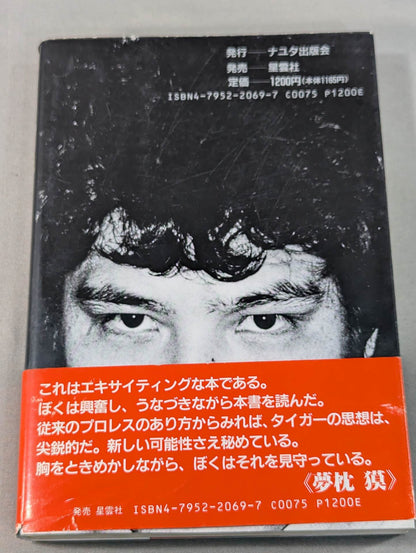 発行──ナユタ出版会
発売──星雲社
定価──1200円(本体1165円)
ISBN4-7952-2069-7 C0075 P1200E
これはエキサイティングな本である。
ぼくは興奮し、うなづきながら本書を読んだ。
従来のプロレスのあり方からみれば、タイガーの思想は、
尖鋭的だ。新しい可能性さえ秘めている。
胸をときめかしながら、ぼくはそれを見守っている。
《夢枕 獏》
発売 星雲社 ISBN4-7952-2069-7 C0075 P1200E